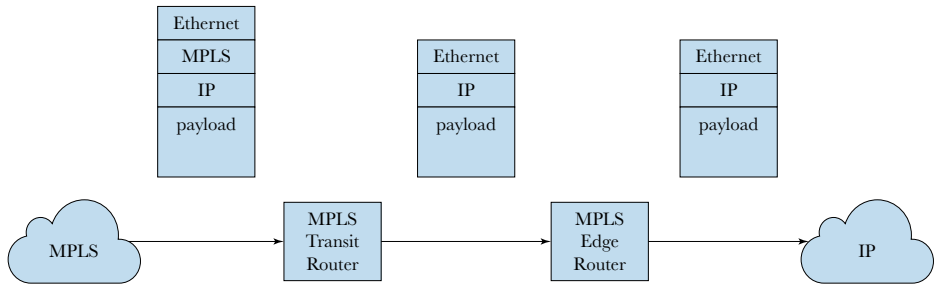 Ethernet
MPLS
IP
payload
Ethernet
IP
payload
Ethernet
IP
payload
MPLS
MPLS
Transit
Router
MPLS
Edge
Router
IP